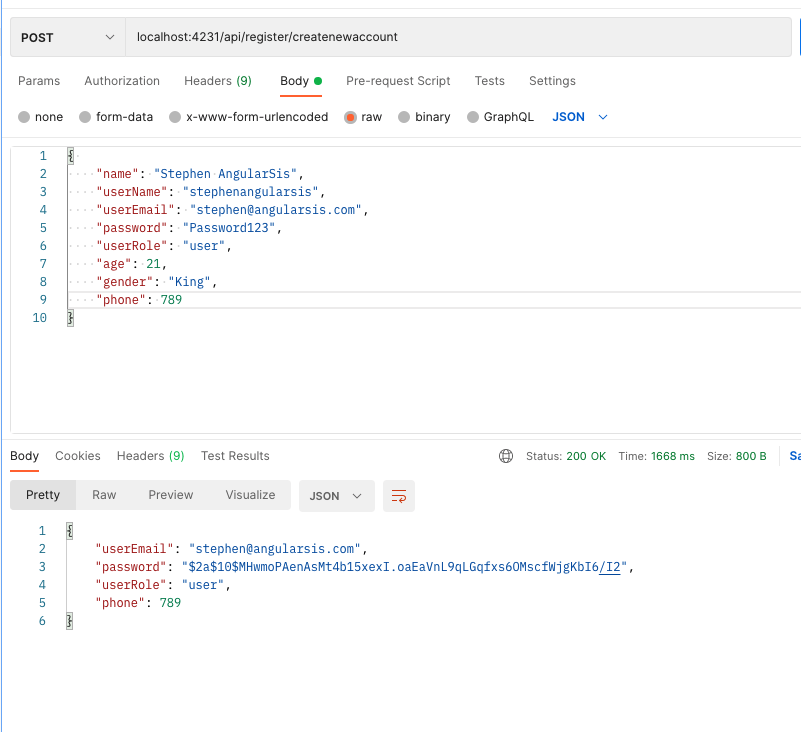 POST localhost:4231/api/register/createnewaccount
Params Authorization Headers (9) Body Pre-request Script Tests Settings
none form-data x-www-form-urlencoded raw binary GraphQL JSON
1 {
2 "name": "Stephen AngularSis",
3 "userName": "stephenangularsis",
4 "userEmail": "stephen@angularsis.com",
5 "password": "Password123",
6 "userRole": "user",
7 "age": 21,
8 "gender": "King",
9 "phone": 789
10 }
Body Cookies Headers (9) Test Results Status: 200 OK Time: 1668 ms Size: 800 B Sa
Pretty Raw Preview Visualize JSON
1 {
2 "userEmail": "stephen@angularsis.com",
3 "password": "$2a$10$MHwmoPAenAsMt4b15xexI.oaEaVnL9qLGqfxs6OMscfWjgKbI6/I2",
4 "userRole": "user",
5 "phone": 789
6 }